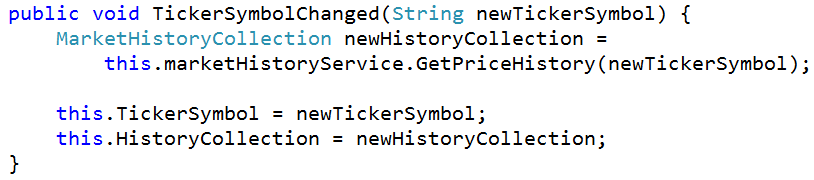 public void TickerSymbolChanged(String newTickerSymbol) {
    MarketHistoryCollection newHistoryCollection =
        this.marketHistoryService.GetPriceHistory(newTickerSymbol);

    this.TickerSymbol = newTickerSymbol;
    this.HistoryCollection = newHistoryCollection;
}